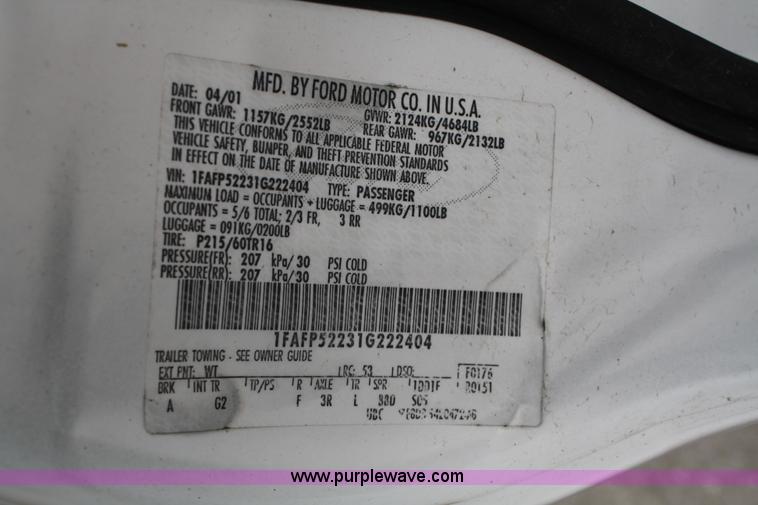 MFD. BY FORD MOTOR CO. IN U.S.A.
DATE: 04/01 GVWR: 2124KG/4684LB
FRONT GAWR: 1157KG/2552LB REAR GAWR: 967KG/2132LB
THIS VEHICLE CONFORMS TO ALL APPLICABLE FEDERAL MOTOR
VEHICLE SAFETY, BUMPER, AND THEFT PREVENTION STANDARDS
IN EFFECT ON THE DATE OF MANUFACTURE SHOWN ABOVE.
VIN: 1FAFP52231G222404 TYPE: PASSENGER
MAXIMUM LOAD = OCCUPANTS + LUGGAGE = 499KG/1100LB
OCCUPANTS: 5/6 TOTAL; 2/3 FR, 3 RR
LUGGAGE: 091KG/0200LB
TIRE: P215/60TR16
PRESSURE(FR): 207 kPa/30 PSI COLD
PRESSURE(RR): 207 kPa/30 PSI COLD
1FAFP52231G222404
TRAILER TOWING - SEE OWNER GUIDE
EXT PNT: WT RC: 53 DSO: F0176
BRK INT TR TP/PS R AXLE TR SPR
A G2 F 3R L
UBC
www.purplewave.com